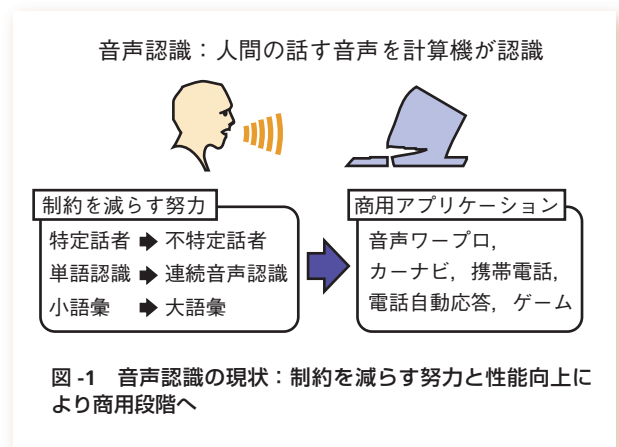 音声認識：人間の話す音声を計算機が認識
制約を減らす努力
特定話者 ➡ 不特定話者
単語認識 ➡ 連続音声認識
小語彙 ➡ 大語彙
商用アプリケーション
音声ワープロ，
カーナビ，携帯電話，
電話自動応答，ゲーム
図 -1　音声認識の現状：制約を減らす努力と性能向上に
より商用段階へ